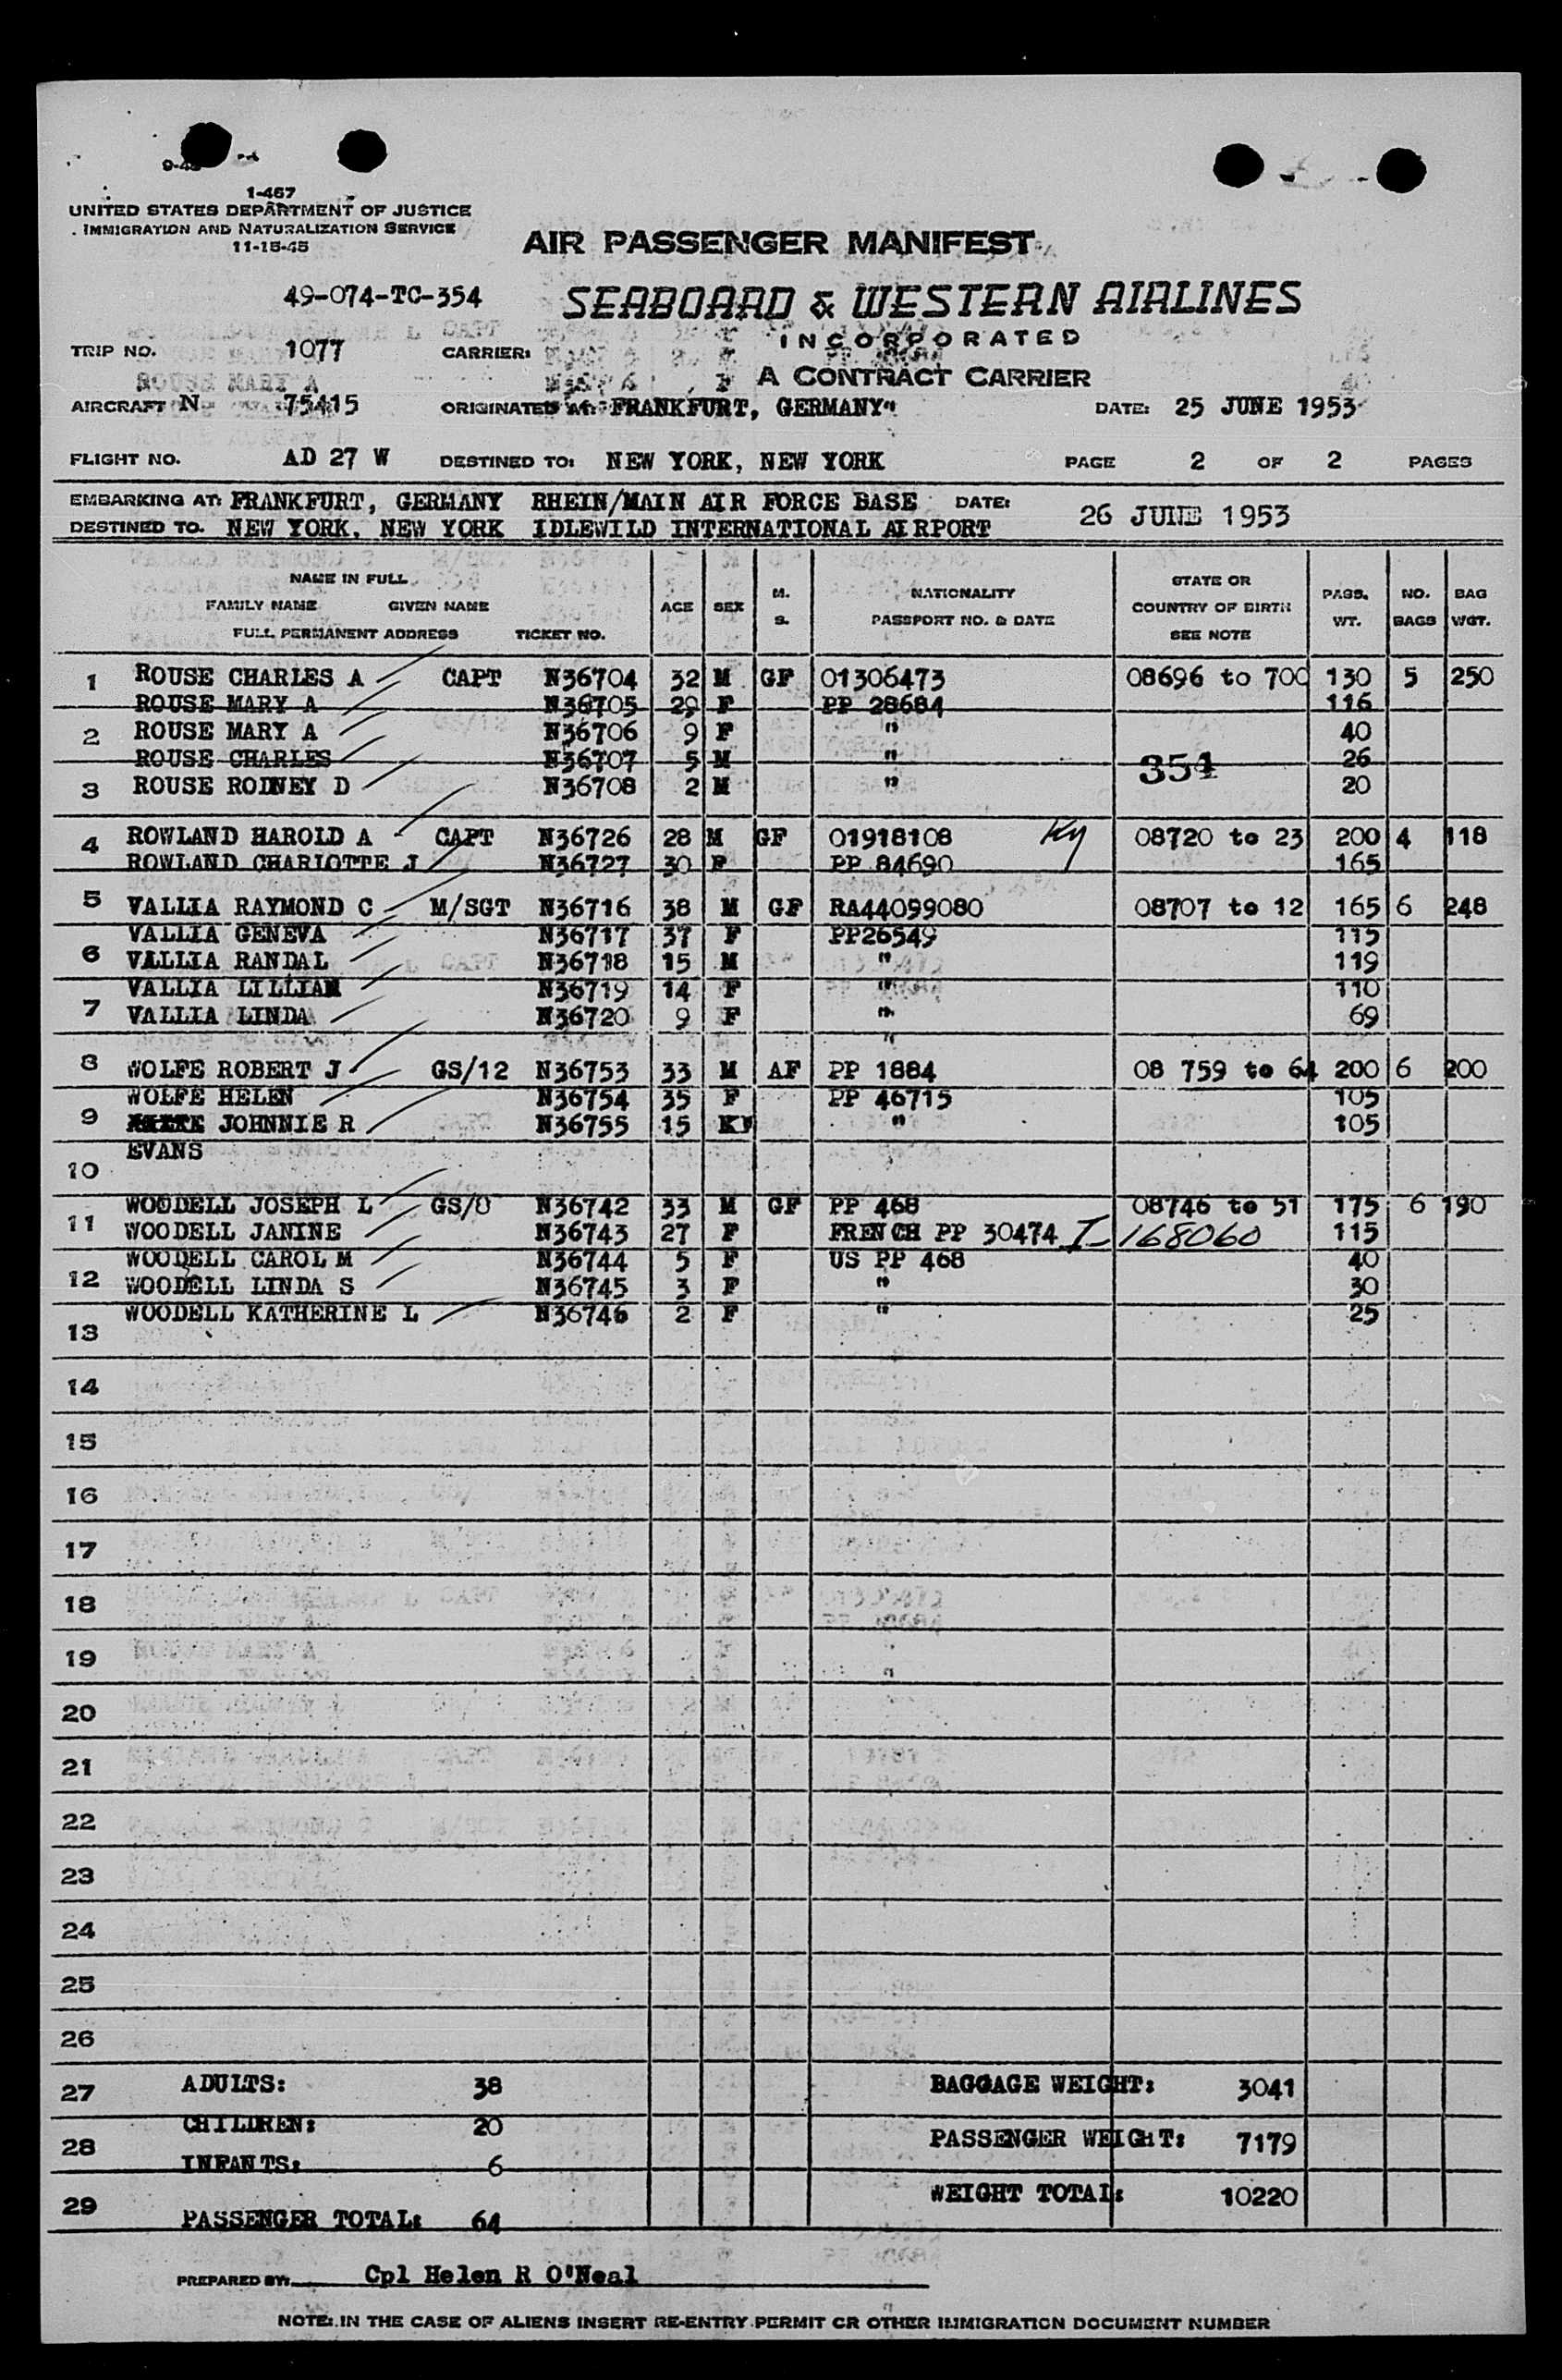 9-45
1-467
UNITED STATES DEPARTMENT OF JUSTICE
IMMIGRATION AND NATURALIZATION SERVICE
11-15-45
AIR PASSENGER MANIFEST
49-074-TC-354
SEABOARD & WESTERN AIRLINES
INCORPORATED
TRIP NO. 1077 CARRIER:
A CONTRACT CARRIER
AIRCRAFT N 75415 ORIGINATED AT: FRANKFURT, GERMANY DATE: 25 JUNE 1953
FLIGHT NO. AD 27 W DESTINED TO: NEW YORK, NEW YORK PAGE 2 OF 2 PAGES
EMBARKING AT: FRANKFURT, GERMANY RHEIN/MAIN AIR FORCE BASE DATE: 26 JUNE 1953
DESTINED TO. NEW YORK, NEW YORK IDLEWILD INTERNATIONAL AIRPORT
NAME IN FULL
FAMILY NAME GIVEN NAME
FULL PERMANENT ADDRESS TICKET NO. AGE SEX M. S. NATIONALITY PASSPORT NO. & DATE STATE OR COUNTRY OF BIRTH SEE NOTE PASS. WT. NO. BAGS BAG WGT.
1 ROUSE CHARLES A CAPT N36704 32 M GF 01306473 08696 to 700 130 5 250
ROUSE MARY A N36705 29 F PP 28684 116
2 ROUSE MARY A N36706 9 F " 40
ROUSE CHARLES N36707 5 M " 354 26
3 ROUSE RODNEY D N36708 2 M " 20
4 ROWLAND HAROLD A CAPT N36726 28 M GF 01918108 Ky 08720 to 23 200 4 118
ROWLAND CHARLOTTE J N36727 30 F PP 84690 165
5 VALLIA RAYMOND C M/SGT N36716 38 M GF RA44099080 08707 to 12 165 6 248
VALLIA GENEVA N36717 37 F PP26549 115
6 VALLIA RANDAL N36718 15 M " 119
VALLIA LILLIAN N36719 14 F " 110
7 VALLIA LINDA N36720 9 F " 69
"
8 WOLFE ROBERT J GS/12 N36753 33 M AF PP 1884 08 759 to 64 200 6 200
WOLFE HELEN N36754 35 F PP 46715 105
9 JOHNNIE R N36755 15 " 105
EVANS
10
WOODELL JOSEPH L GS/8 N36742 33 M GF PP 468 08746 to 51 175 6 190
11 WOODELL JANINE N36743 27 F FRENCH PP 30474 I-168060 115
WOODELL CAROL M N36744 5 F US PP 468 40
12 WOODELL LINDA S N36745 3 F " 30
WOODELL KATHERINE L N36746 2 F " 25
13
14
15
16
17
18
19
20
21
22
23
24
25
26
27 ADULTS: 38 BAGGAGE WEIGHT: 3041
CHILDREN: 20
28 PASSENGER WEIGHT: 7179
INFANTS: 6
29 WEIGHT TOTAL: 10220
PASSENGER TOTAL: 64
PREPARED BY: Cpl Helen R O'Neal
NOTE: IN THE CASE OF ALIENS INSERT RE-ENTRY PERMIT OR OTHER IMMIGRATION DOCUMENT NUMBER